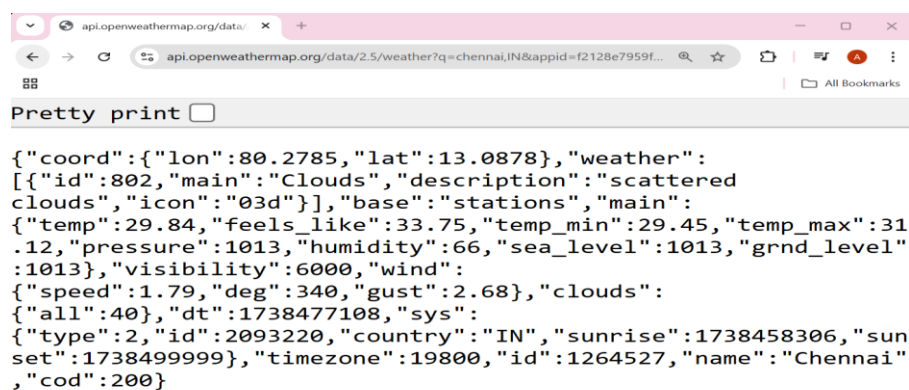 api.openweathermap.org/data/
api.openweathermap.org/data/2.5/weather?q=chennai,IN&appid=f2128e7959f...
A
All Bookmarks
Pretty print
{"coord":{"lon":80.2785,"lat":13.0878},"weather":
[{"id":802,"main":"Clouds","description":"scattered
clouds","icon":"03d"}],"base":"stations","main":
{"temp":29.84,"feels_like":33.75,"temp_min":29.45,"temp_max":31
.12,"pressure":1013,"humidity":66,"sea_level":1013,"grnd_level"
:1013},"visibility":6000,"wind":
{"speed":1.79,"deg":340,"gust":2.68},"clouds":
{"all":40},"dt":1738477108,"sys":
{"type":2,"id":2093220,"country":"IN","sunrise":1738458306,"sun
set":1738499999},"timezone":19800,"id":1264527,"name":"Chennai"
,"cod":200}